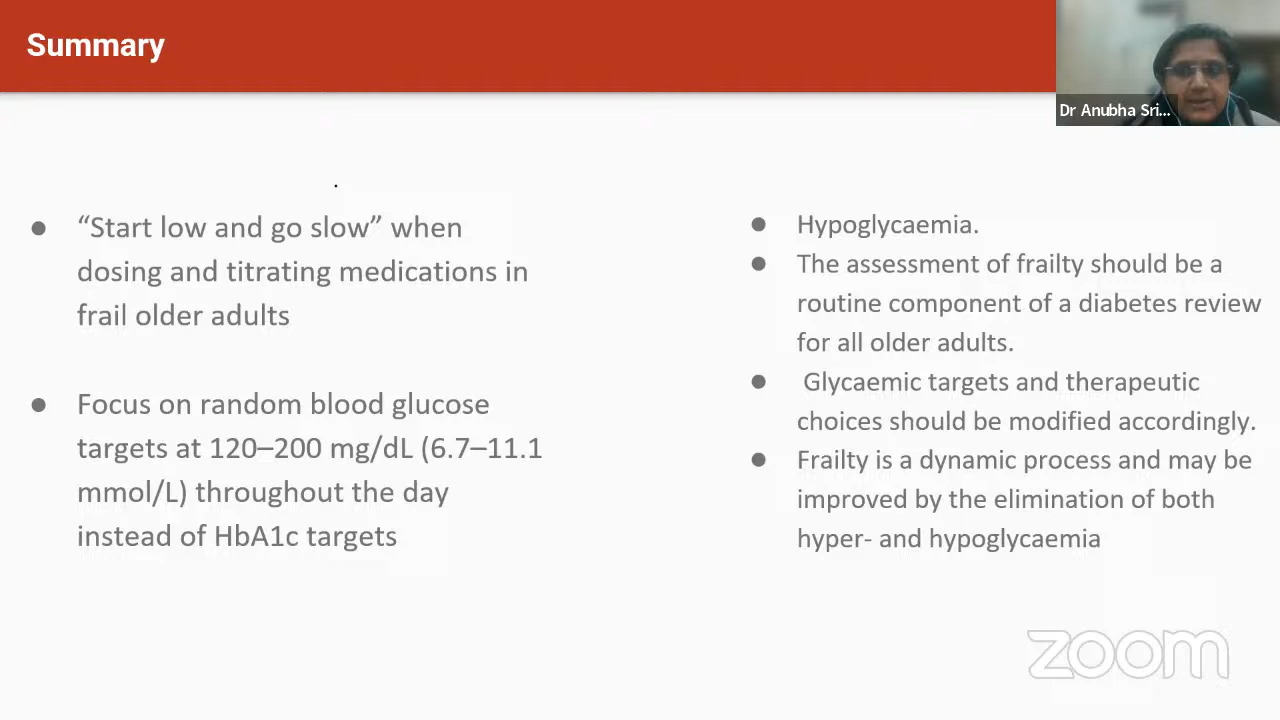 Summary
Dr Anubha Sri...
● “Start low and go slow” when
dosing and titrating medications in
frail older adults
● Focus on random blood glucose
targets at 120–200 mg/dL (6.7–11.1
mmol/L) throughout the day
instead of HbA1c targets
● Hypoglycaemia.
● The assessment of frailty should be a
routine component of a diabetes review
for all older adults.
● Glycaemic targets and therapeutic
choices should be modified accordingly.
● Frailty is a dynamic process and may be
improved by the elimination of both
hyper- and hypoglycaemia
zoom